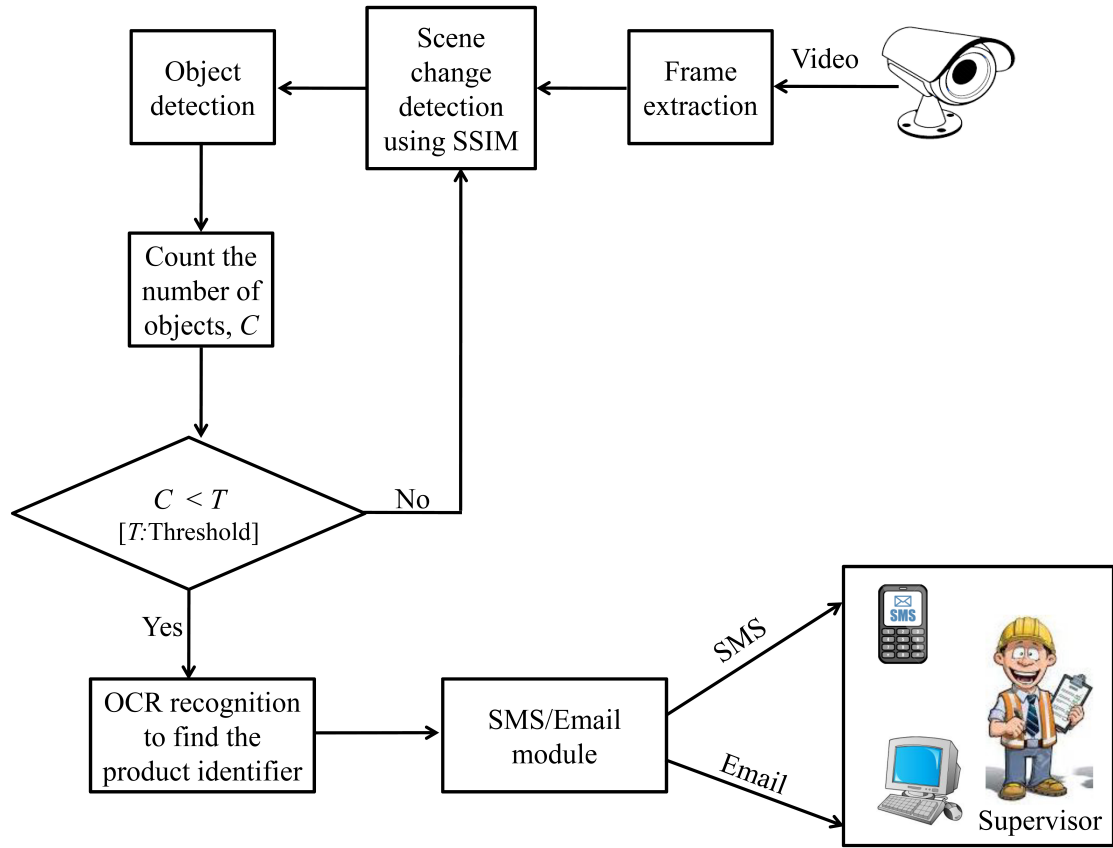 Video
Frame
extraction
Scene
change
detection
using SSIM
Object
detection
Count the
number of
objects, C
C < T
[T:Threshold]
No
Yes
OCR recognition
to find the
product identifier
SMS/Email
module
SMS
Email
SMS
Supervisor